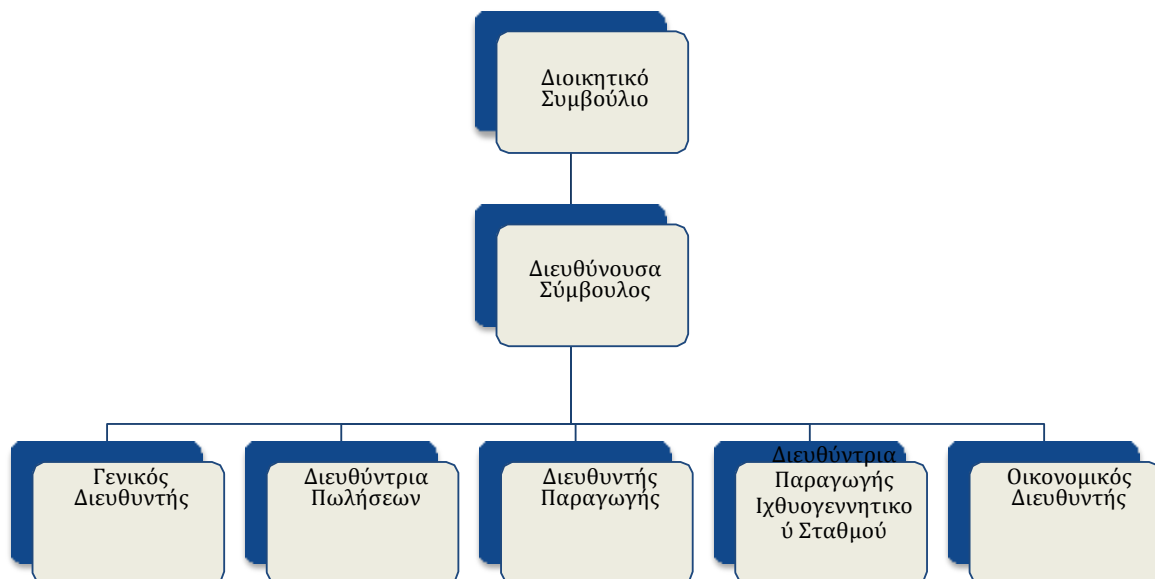 Διοικητικό
Συμβούλιο
Διευθύνουσα
Σύμβουλος
Γενικός
Διευθυντής
Διευθύντρια
Πωλήσεων
Διευθυντής
Παραγωγής
Διευθύντρια
Παραγωγής
Ιχθυογεννητικο
ύ Σταθμού
Οικονομικός
Διευθυντής